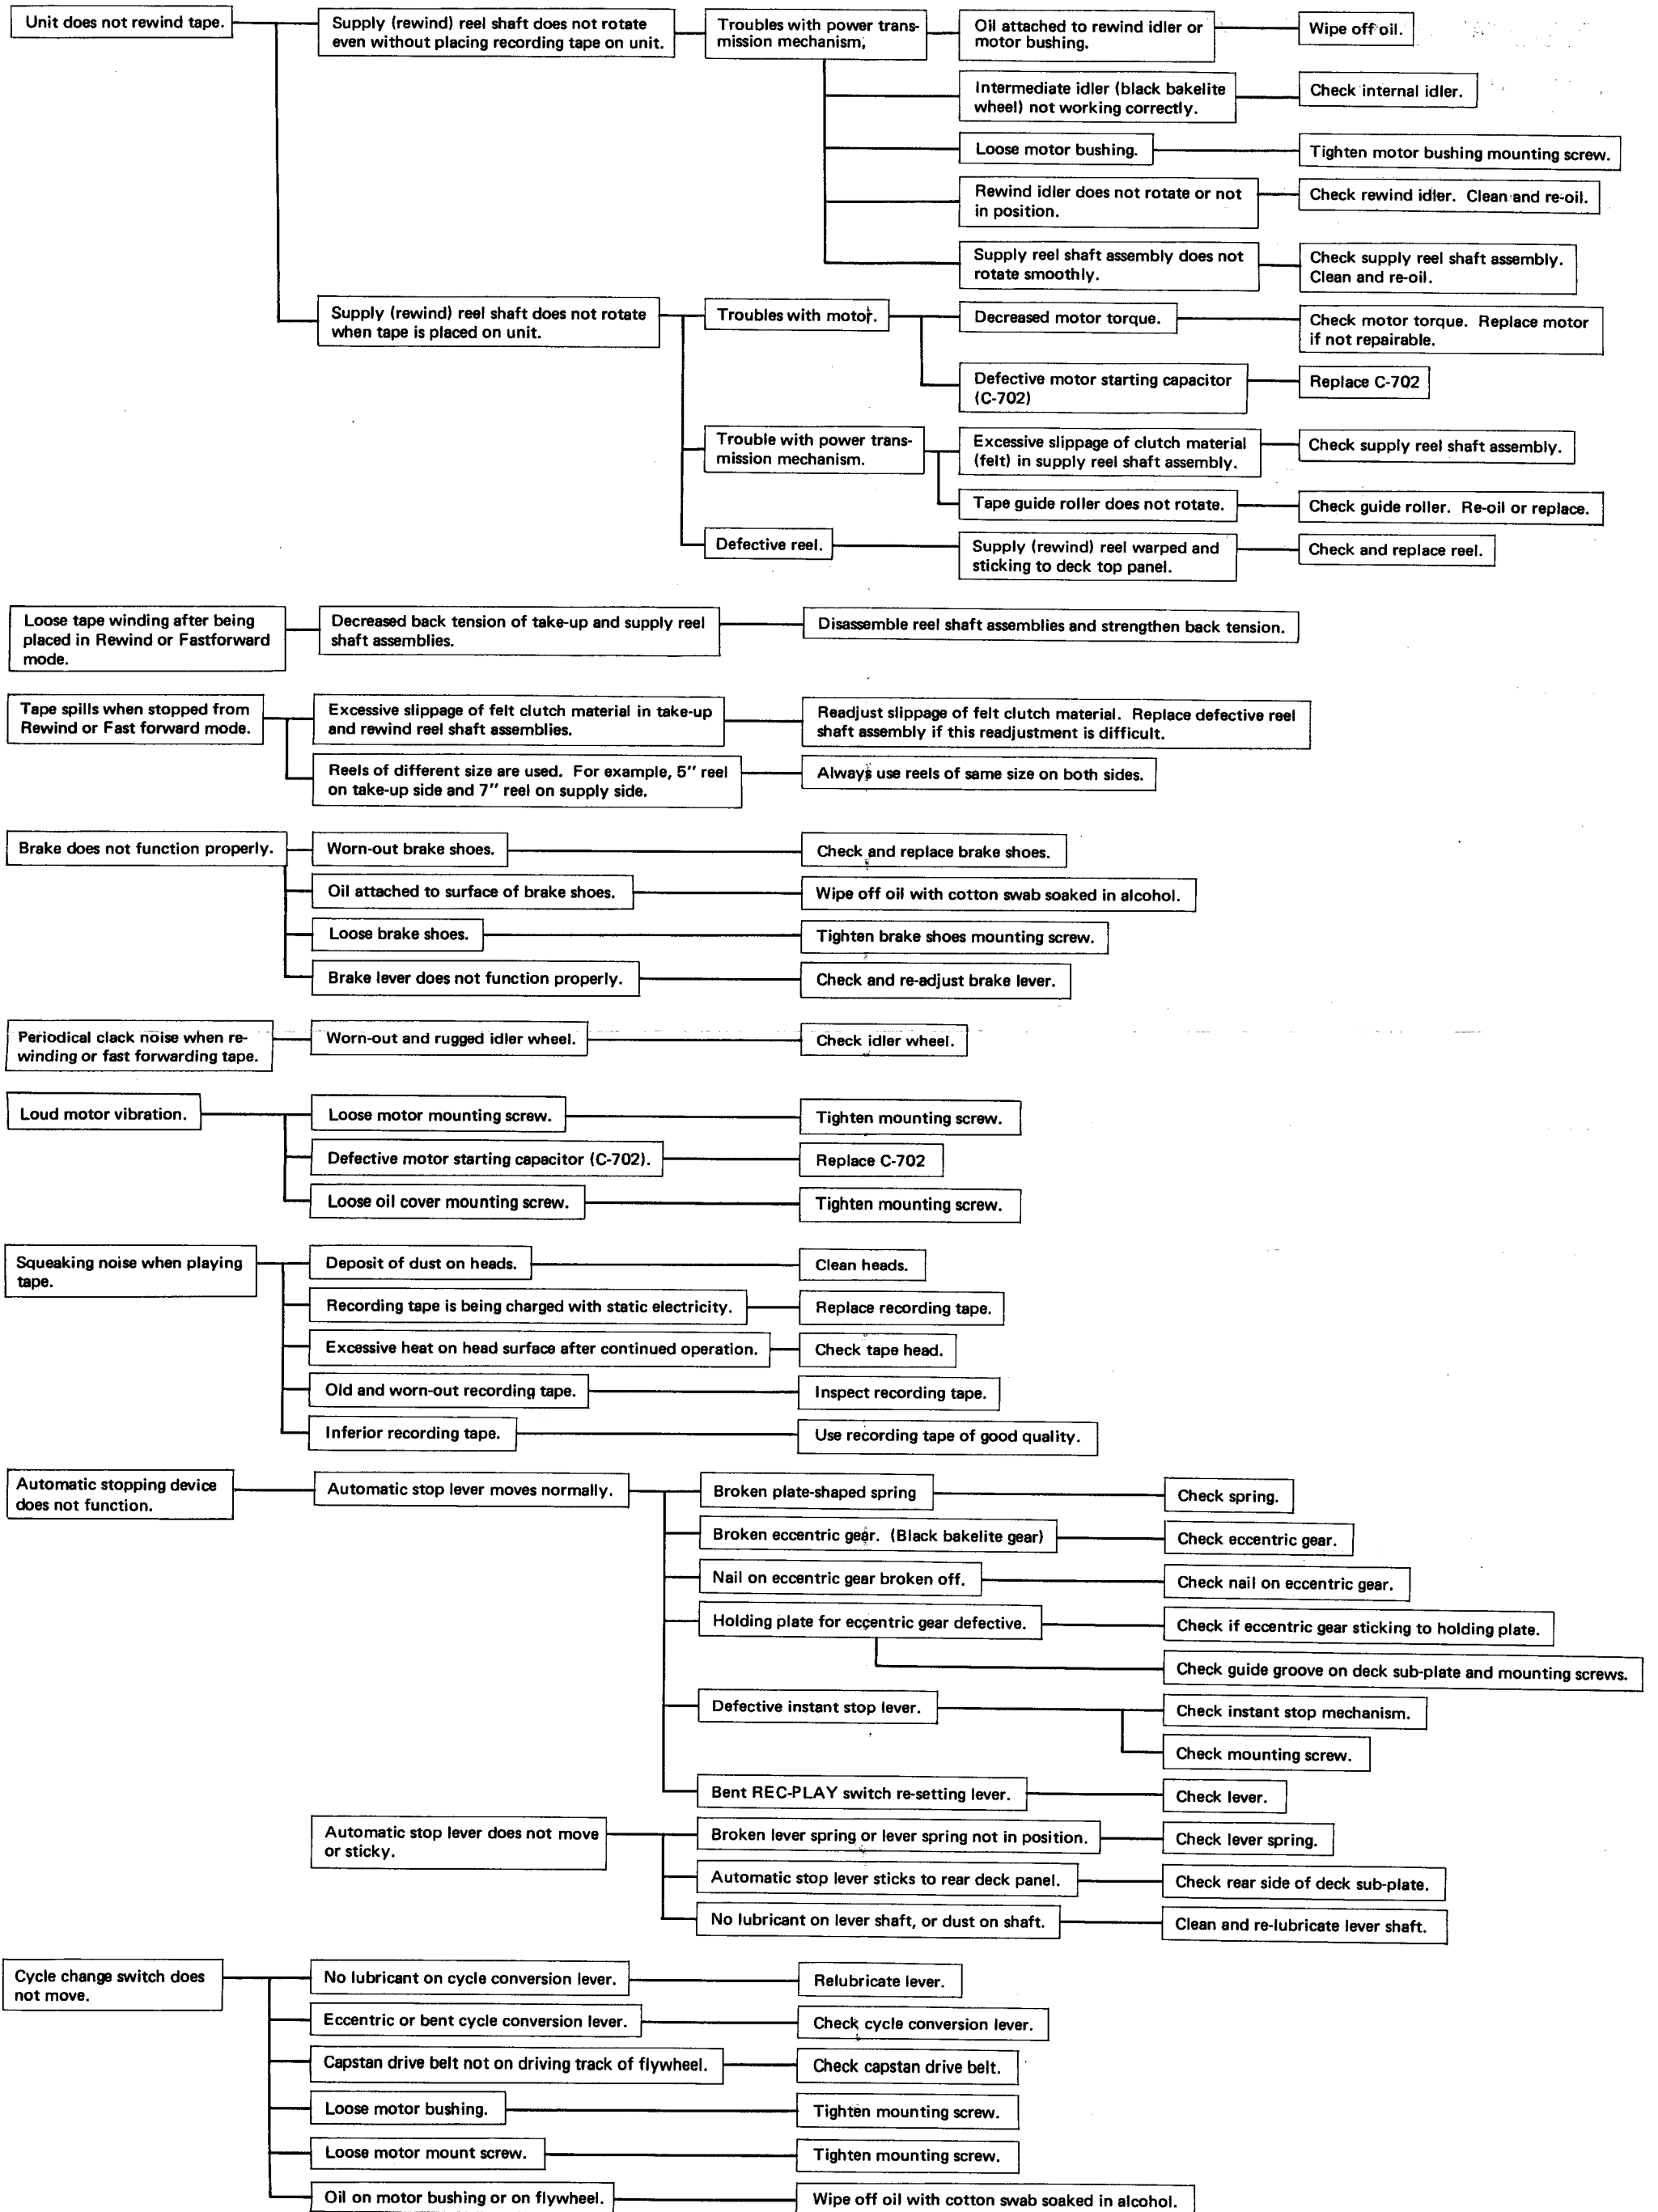 Unit does not rewind tape.
Supply (rewind) reel shaft does not rotate
even without placing recording tape on unit.
Troubles with power trans-
mission mechanism,
Oil attached to rewind idler or
motor bushing.
Wipe off oil.
Intermediate idler (black bakelite
wheel) not working correctly.
Check internal idler.
Loose motor bushing.
Tighten motor bushing mounting screw.
Rewind idler does not rotate or not
in position.
Check rewind idler. Clean and re-oil.
Supply reel shaft assembly does not
rotate smoothly.
Check supply reel shaft assembly.
Clean and re-oil.
Supply (rewind) reel shaft does not rotate
when tape is placed on unit.
Troubles with motor.
Decreased motor torque.
Check motor torque. Replace motor
if not repairable.
Defective motor starting capacitor
(C-702)
Replace C-702
Trouble with power trans-
mission mechanism.
Excessive slippage of clutch material
(felt) in supply reel shaft assembly.
Check supply reel shaft assembly.
Tape guide roller does not rotate.
Check guide roller. Re-oil or replace.
Defective reel.
Supply (rewind) reel warped and
sticking to deck top panel.
Check and replace reel.
Loose tape winding after being
placed in Rewind or Fastforward
mode.
Decreased back tension of take-up and supply reel
shaft assemblies.
Disassemble reel shaft assemblies and strengthen back tension.
Tape spills when stopped from
Rewind or Fast forward mode.
Excessive slippage of felt clutch material in take-up
and rewind reel shaft assemblies.
Readjust slippage of felt clutch material. Replace defective reel
shaft assembly if this readjustment is difficult.
Reels of different size are used. For example, 5″ reel
on take-up side and 7″ reel on supply side.
Always use reels of same size on both sides.
Brake does not function properly.
Worn-out brake shoes.
Check and replace brake shoes.
Oil attached to surface of brake shoes.
Wipe off oil with cotton swab soaked in alcohol.
Loose brake shoes.
Tighten brake shoes mounting screw.
Brake lever does not function properly.
Check and re-adjust brake lever.
Periodical clack noise when re-
winding or fast forwarding tape.
Worn-out and rugged idler wheel.
Check idler wheel.
Loud motor vibration.
Loose motor mounting screw.
Tighten mounting screw.
Defective motor starting capacitor (C-702).
Replace C-702
Loose oil cover mounting screw.
Tighten mounting screw.
Squeaking noise when playing
tape.
Deposit of dust on heads.
Clean heads.
Recording tape is being charged with static electricity.
Replace recording tape.
Excessive heat on head surface after continued operation.
Check tape head.
Old and worn-out recording tape.
Inspect recording tape.
Inferior recording tape.
Use recording tape of good quality.
Automatic stopping device
does not function.
Automatic stop lever moves normally.
Broken plate-shaped spring
Check spring.
Broken eccentric gear. (Black bakelite gear)
Check eccentric gear.
Nail on eccentric gear broken off.
Check nail on eccentric gear.
Holding plate for eccentric gear defective.
Check if eccentric gear sticking to holding plate.
Check guide groove on deck sub-plate and mounting screws.
Defective instant stop lever.
Check instant stop mechanism.
Check mounting screw.
Bent REC-PLAY switch re-setting lever.
Check lever.
Automatic stop lever does not move
or sticky.
Broken lever spring or lever spring not in position.
Check lever spring.
Automatic stop lever sticks to rear deck panel.
Check rear side of deck sub-plate.
No lubricant on lever shaft, or dust on shaft.
Clean and re-lubricate lever shaft.
Cycle change switch does
not move.
No lubricant on cycle conversion lever.
Relubricate lever.
Eccentric or bent cycle conversion lever.
Check cycle conversion lever.
Capstan drive belt not on driving track of flywheel.
Check capstan drive belt.
Loose motor bushing.
Tighten mounting screw.
Loose motor mount screw.
Tighten mounting screw.
Oil on motor bushing or on flywheel.
Wipe off oil with cotton swab soaked in alcohol.